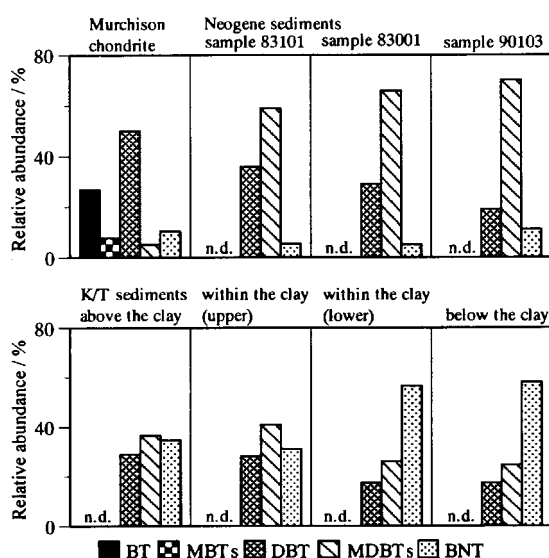 Murchison chondrite
Neogene sediments
sample 83101
sample 83001
sample 90103
Relative abundance / %
80
40
0
n.d.
n.d.
n.d.
K/T sediments above the clay
within the clay (upper)
within the clay (lower)
below the clay
Relative abundance / %
80
40
0
n.d.
n.d.
n.d.
n.d.
BT MBTs DBT MDBTs BNT